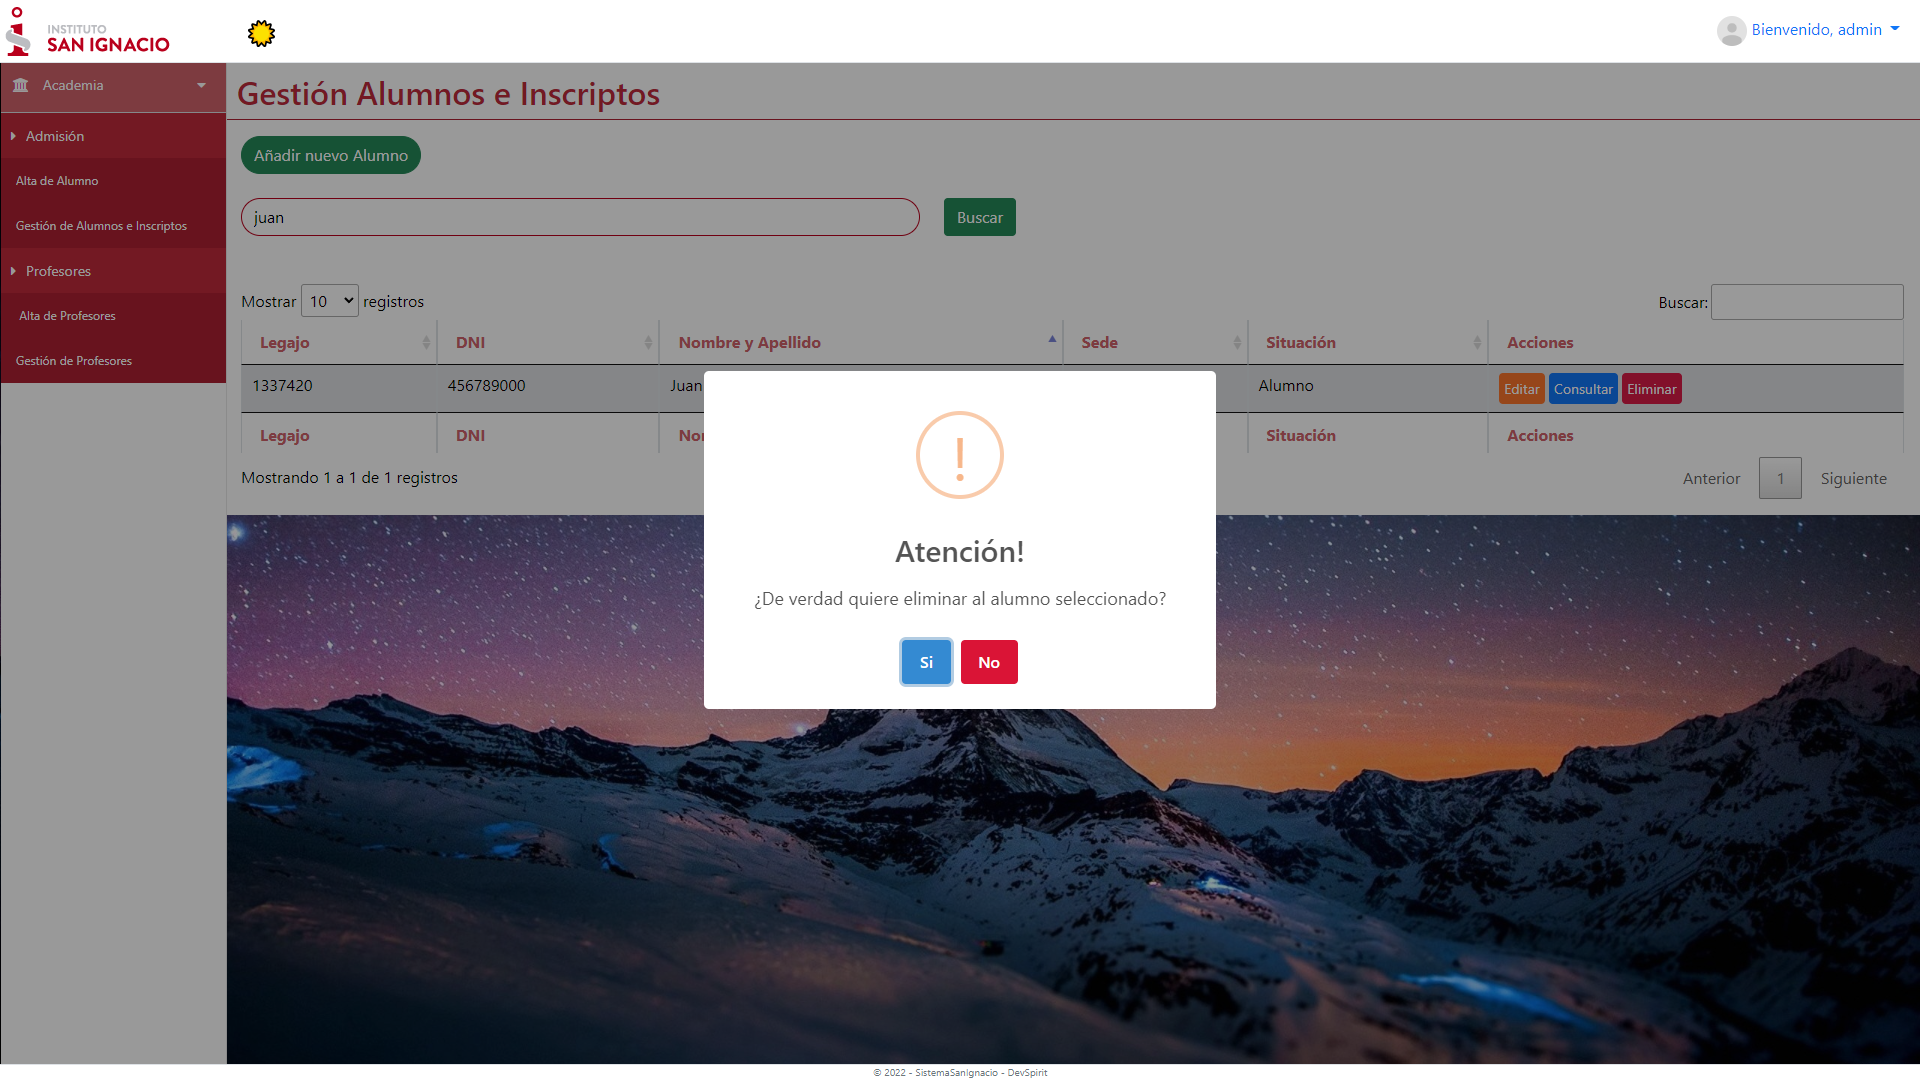 INSTITUTO
SAN IGNACIO
Bienvenido, admin
Academia
Admisión
Alta de Alumno
Gestión de Alumnos e Inscriptos
Profesores
Alta de Profesores
Gestión de Profesores
Gestión Alumnos e Inscriptos
Añadir nuevo Alumno
juan
Buscar
Mostrar 10 registros
Buscar:
Legajo DNI Nombre y Apellido Sede Situación Acciones
1337420 456789000 Juan Alumno Editar Consultar Eliminar
Legajo DNI Situación Acciones
Mostrando 1 a 1 de 1 registros
Anterior 1 Siguiente
Atención!
¿De verdad quiere eliminar al alumno seleccionado?
Si No
© 2022 - SistemaSanIgnacio - DevSpirit